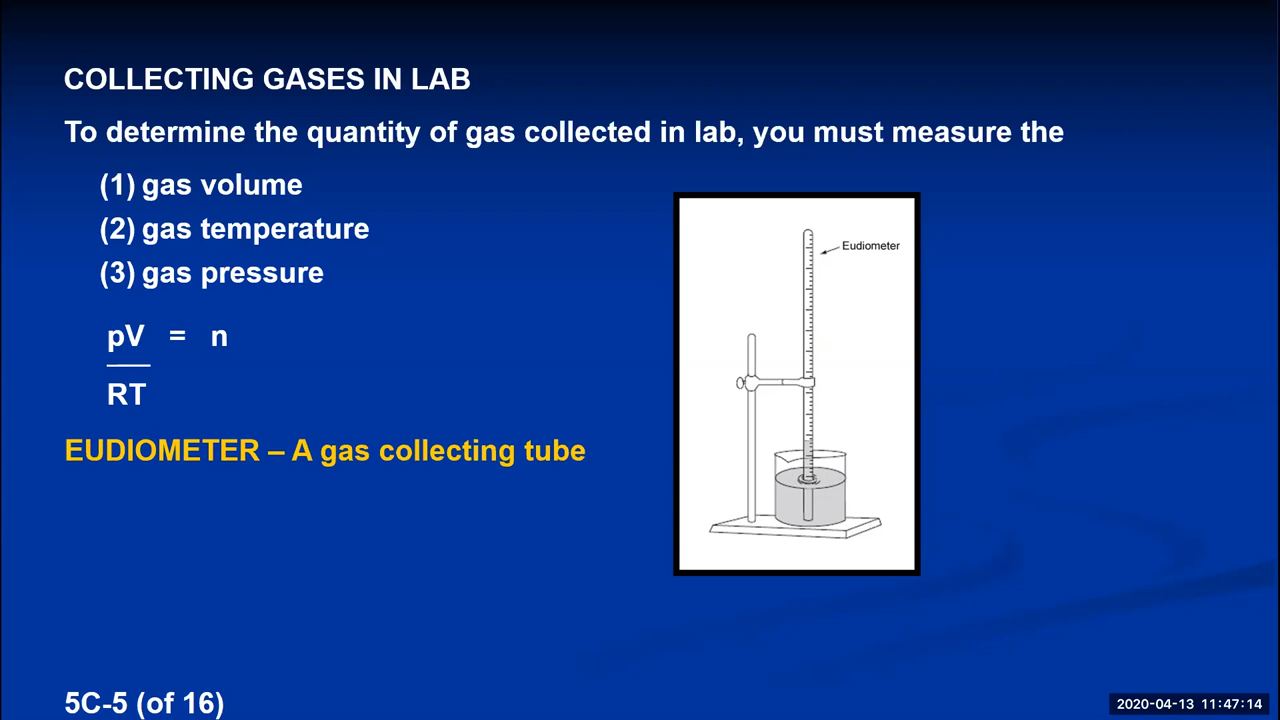 COLLECTING GASES IN LAB
To determine the quantity of gas collected in lab, you must measure the
(1) gas volume
(2) gas temperature
(3) gas pressure
pV = n
RT
EUDIOMETER – A gas collecting tube
Eudiometer
5C-5 (of 16)
2020-04-13 11:47:14